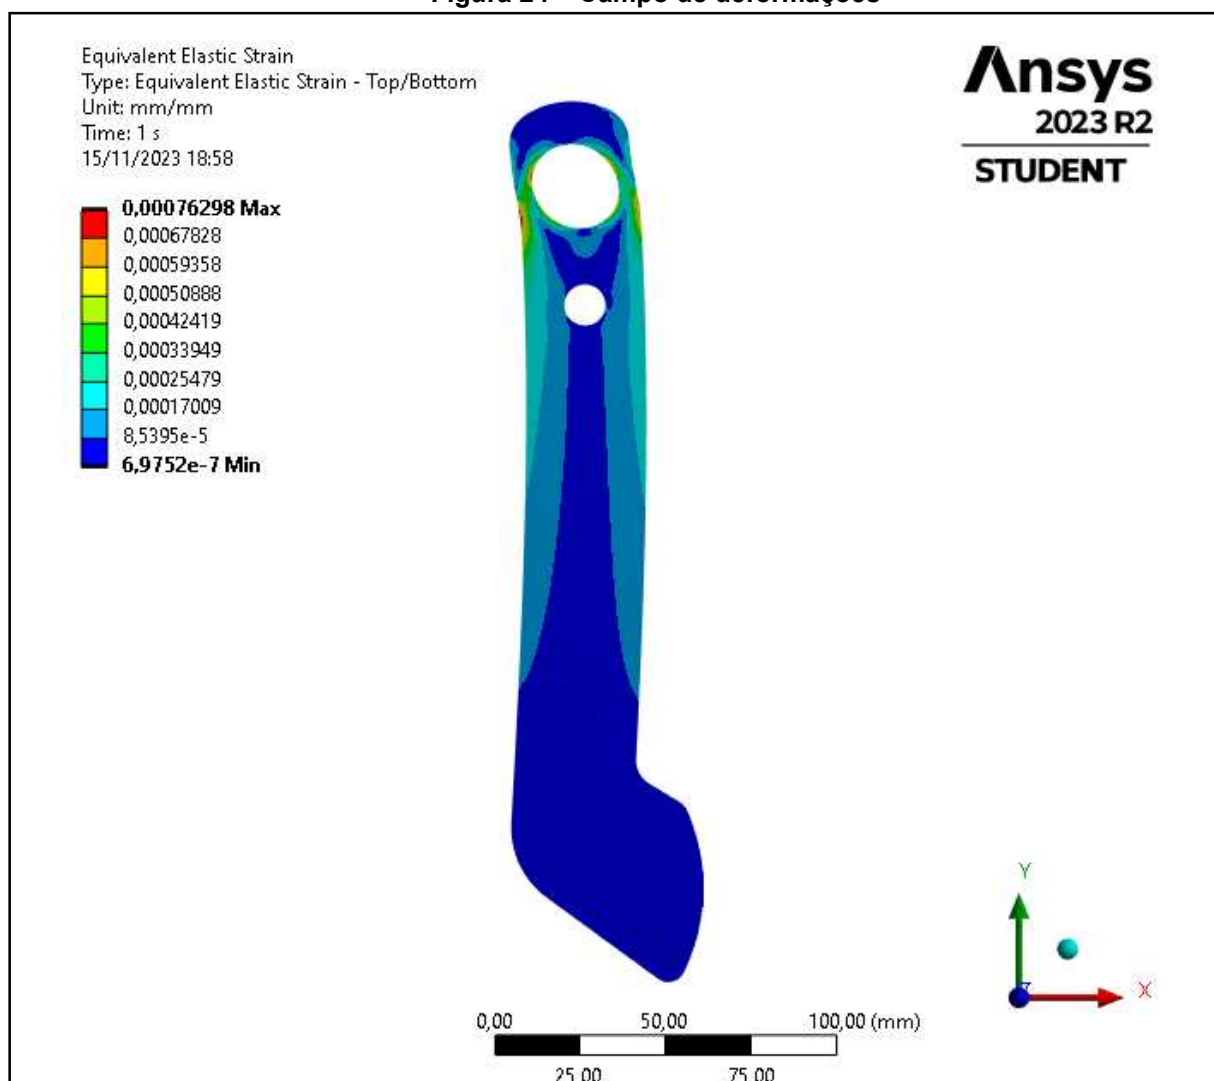 Figura 24 – Campo de deformações
Equivalent Elastic Strain
Type: Equivalent Elastic Strain - Top/Bottom
Unit: mm/mm
Time: 1 s
15/11/2023 18:58
0,00076298 Max
0,00067828
0,00059358
0,00050888
0,00042419
0,00033949
0,00025479
0,00017009
8,5395e-5
6,9752e-7 Min
Ansys
2023 R2
STUDENT
Y
Z
X
0,00 50,00 100,00 (mm)
25,00 75,00